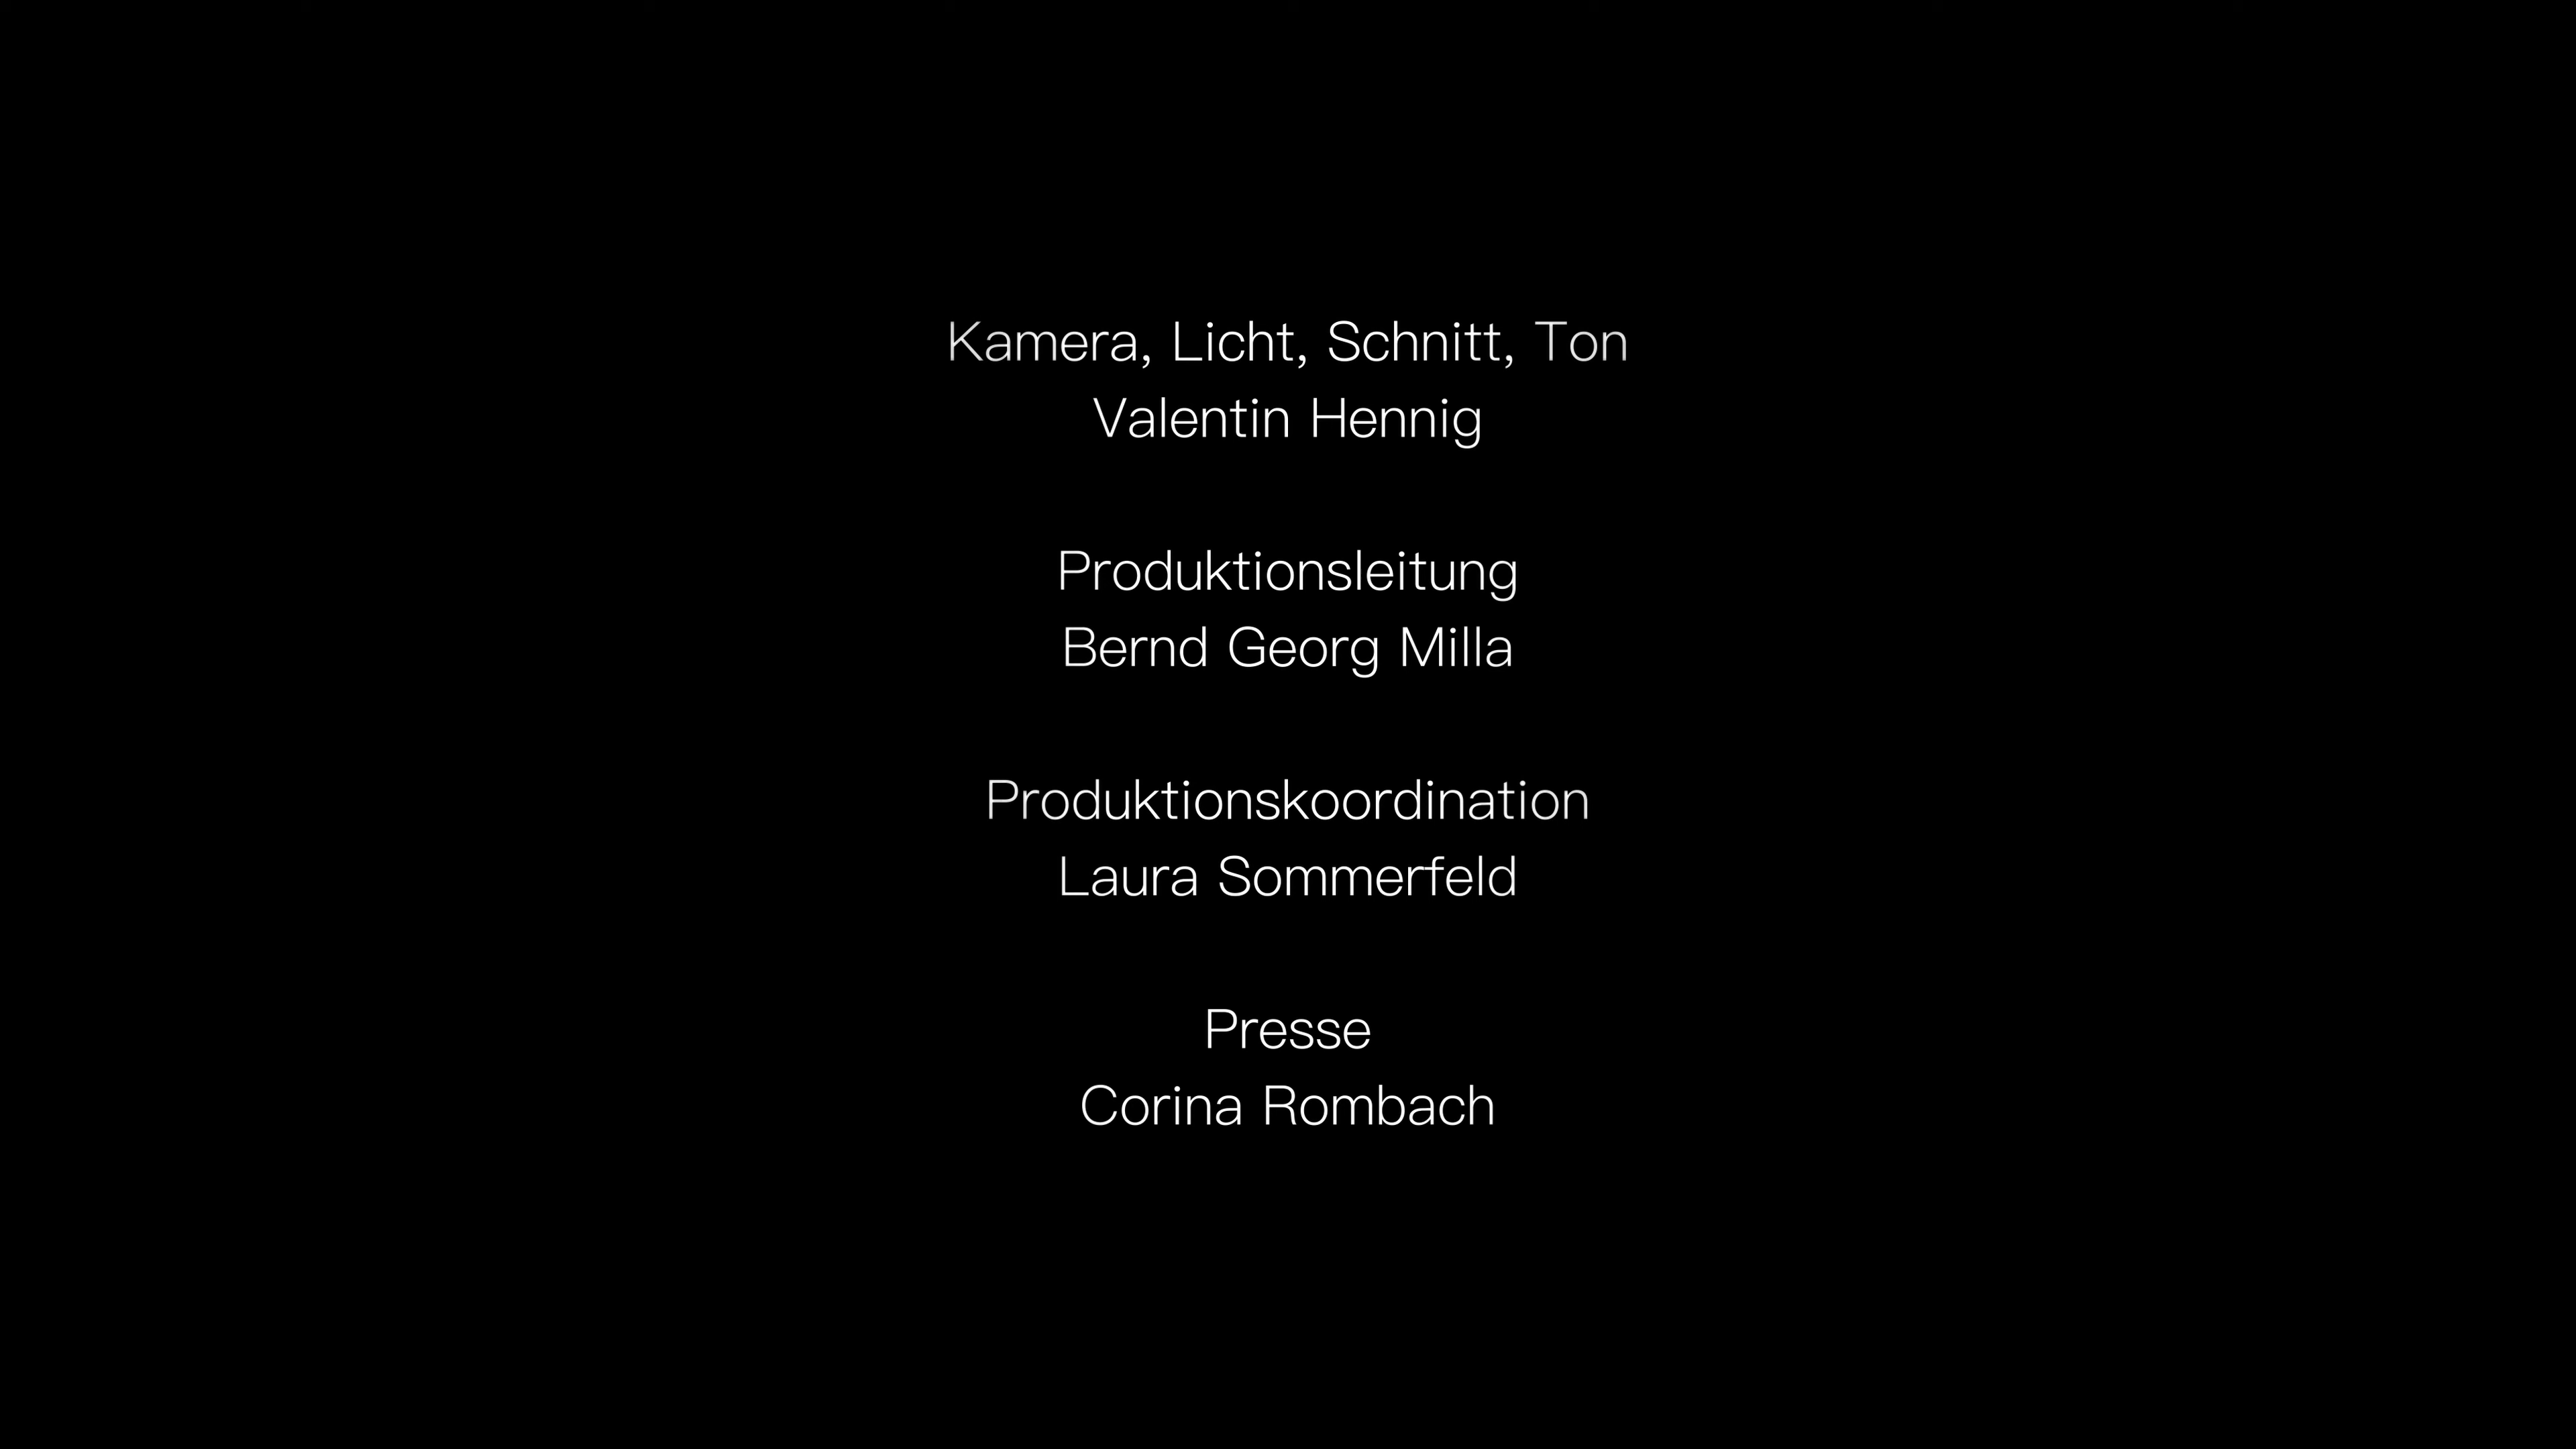 Kamera, Licht, Schnitt, Ton
Valentin Hennig
Produktionsleitung
Bernd Georg Milla
Produktionskoordination
Laura Sommerfeld
Presse
Corina Rombach